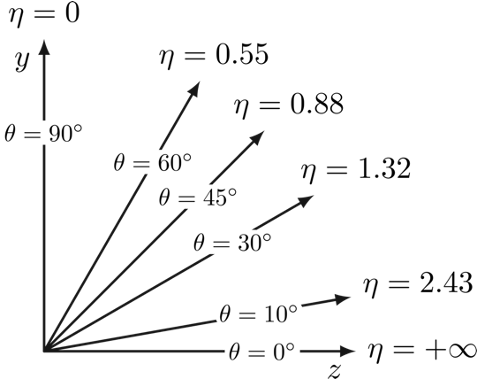 η = 0
y
η = 0.55
η = 0.88
θ = 90°
θ = 60°
η = 1.32
θ = 45°
θ = 30°
η = 2.43
θ = 10°
θ = 0°
η = +∞
z